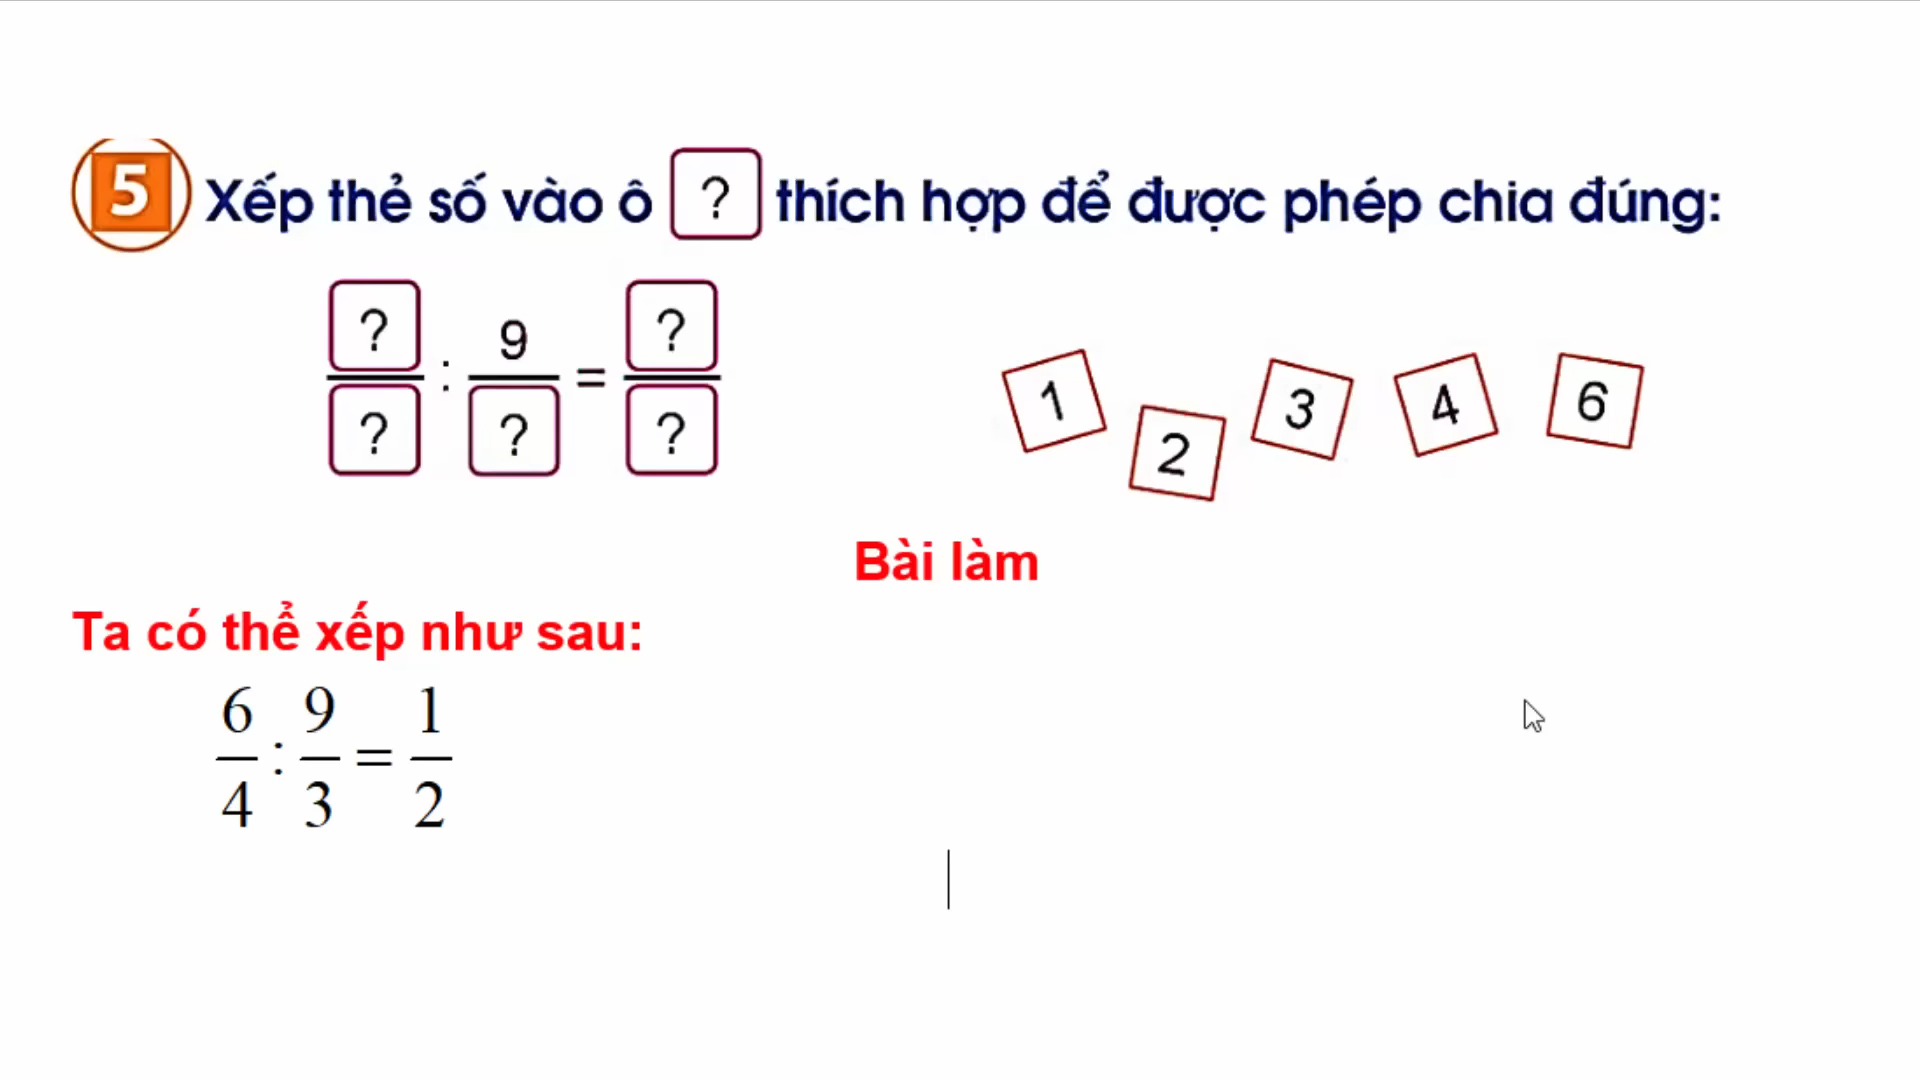 5 Xếp thẻ số vào ô ? thích hợp để được phép chia đúng:
? 9 ?
: =
? ? ?
1 2 3 4 6
Bài làm
Ta có thể xếp như sau:
6 9 1
: =
4 3 2